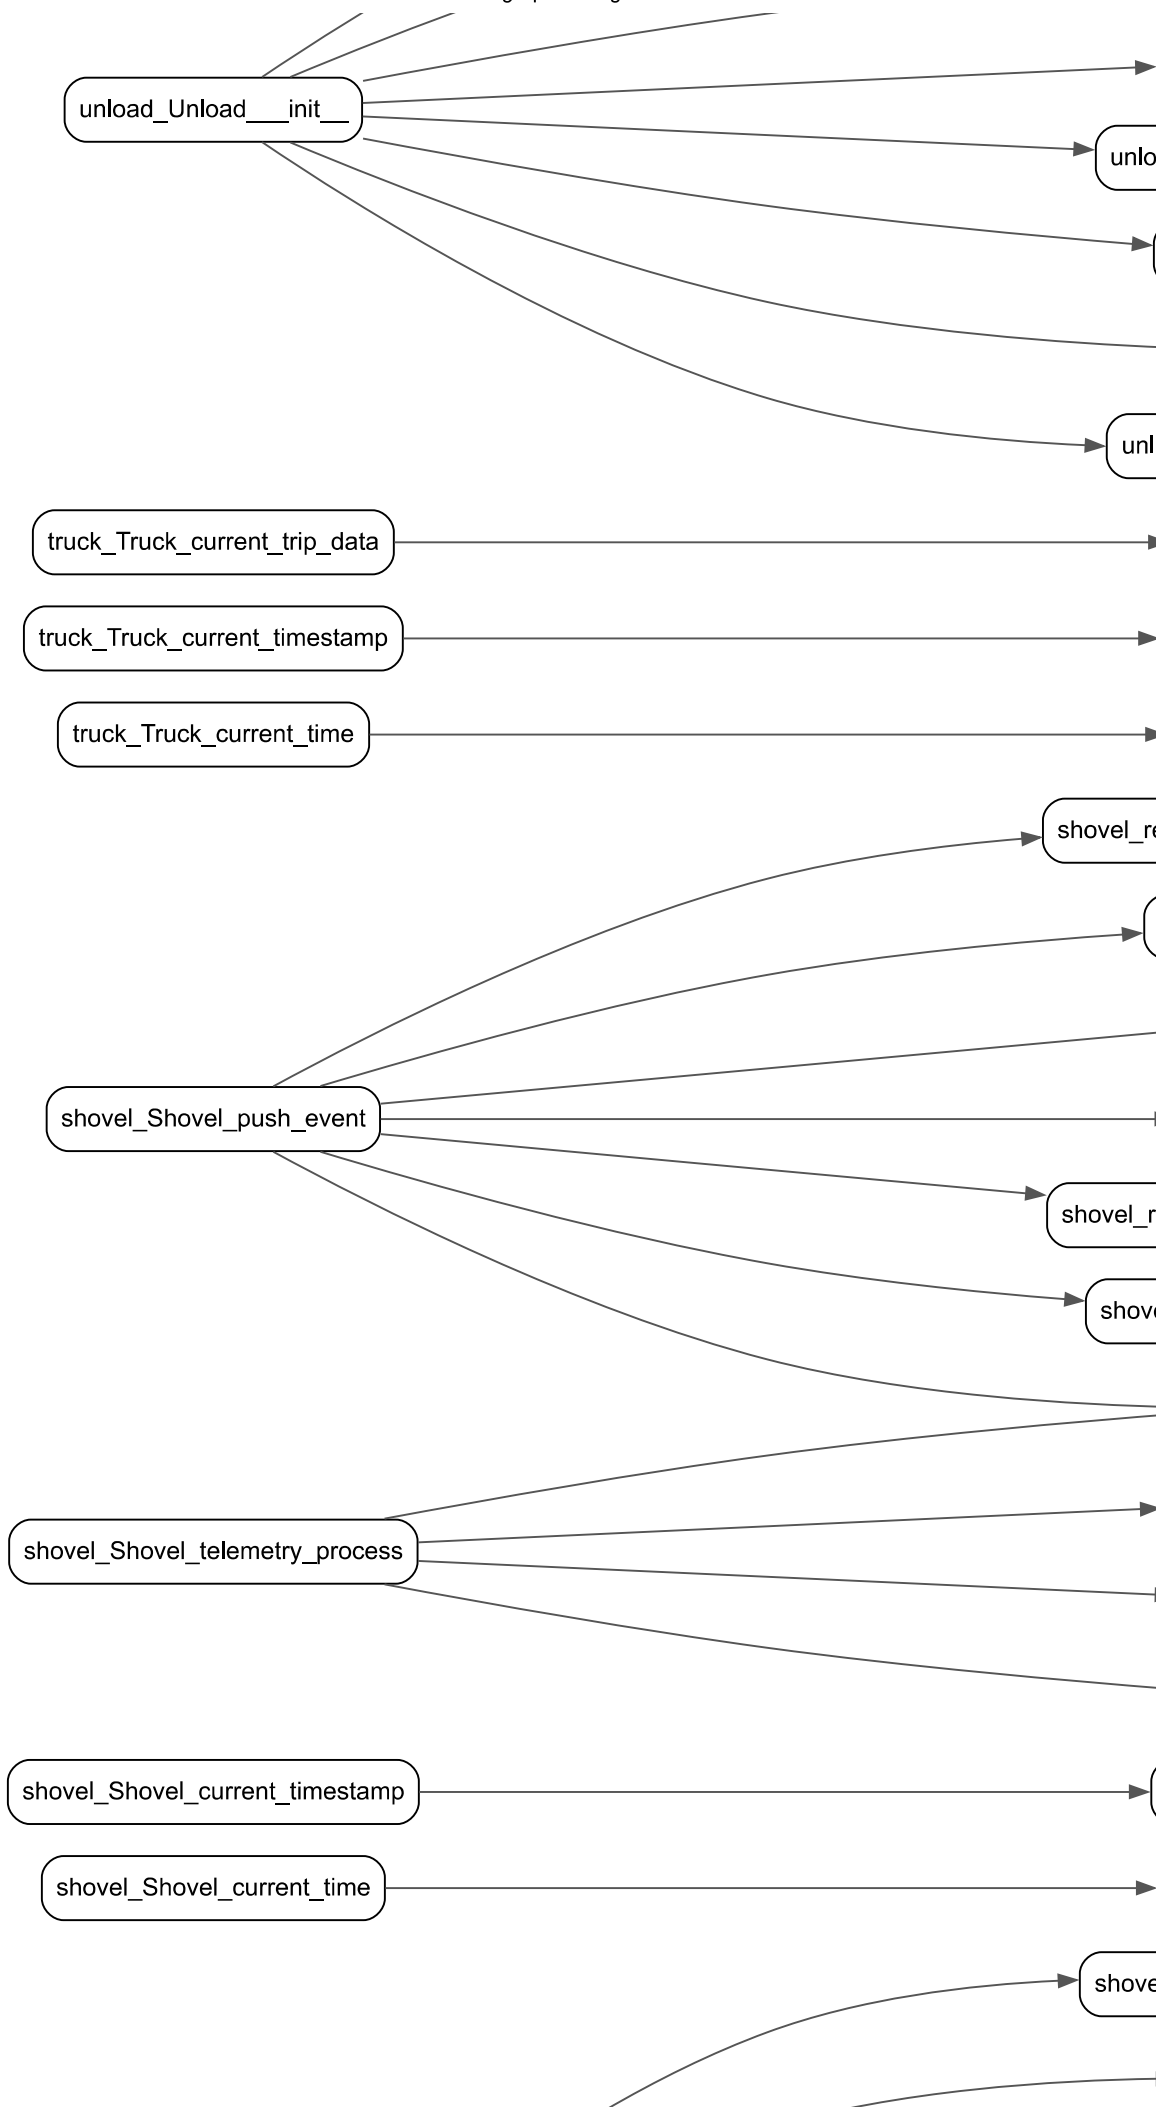 unload_Unload___init__
unlo
unl
truck_Truck_current_trip_data
truck_Truck_current_timestamp
truck_Truck_current_time
shovel_re
shovel_Shovel_push_event
shovel_r
shove
shovel_Shovel_telemetry_process
shovel_Shovel_current_timestamp
shovel_Shovel_current_time
shove